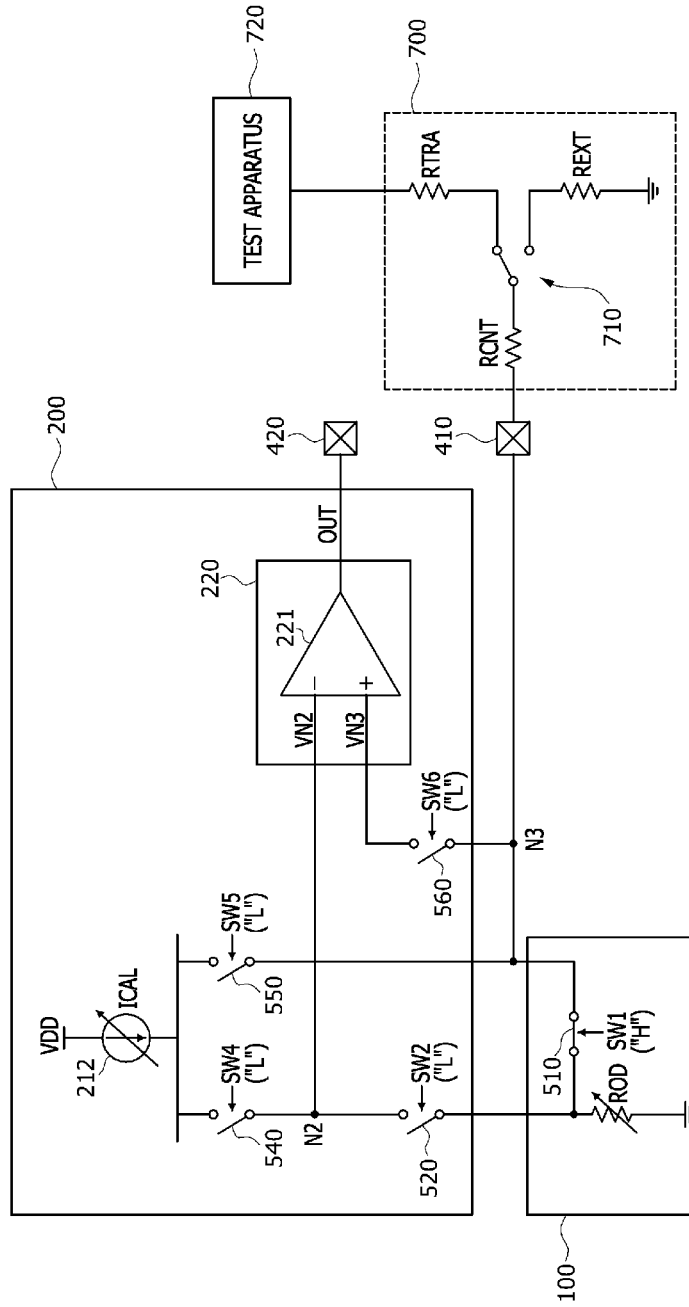 200
VDD
212
ICAL
SW4
("L")
540
SW5
("L")
550
N2
SW2
("L")
520
220
221
VN2
VN3
−
+
OUT
420
SW6
("L")
560
N3
410
100
ROD
510
SW1
("H")
720
TEST APPARATUS
700
RTRA
RCNT
REXT
710